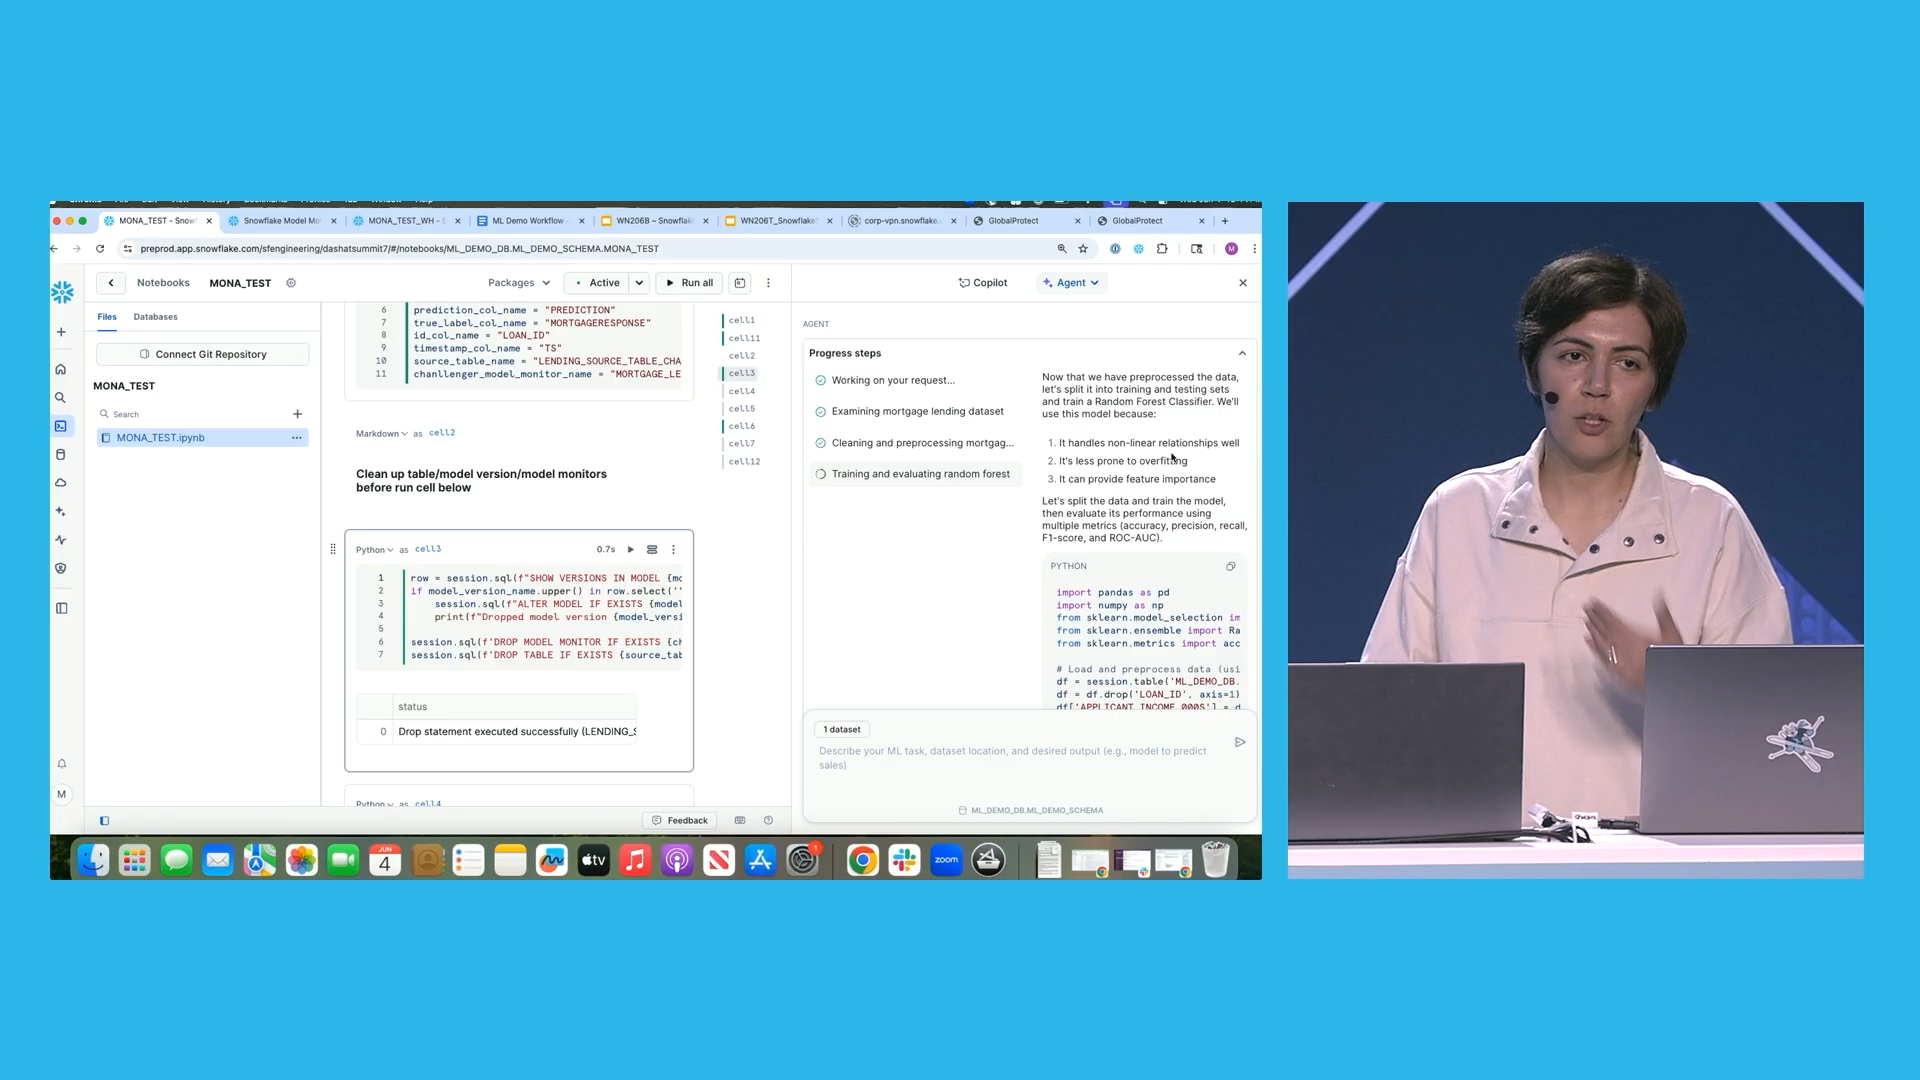 MONA_TEST - Snow
Snowflake Model Mo
MONA_TEST_WH - S
ML Demo Workflow
WN206B – Snowflak
WN206T_Snowflake
corp-vpn.snowflake.
GlobalProtect
GlobalProtect
preprod.app.snowflake.com/sfengineering/dashatsummit7/#/notebooks/ML_DEMO_DB.ML_DEMO_SCHEMA.MONA_TEST
M
Notebooks
MONA_TEST
Packages
Active
Run all
Copilot
Agent
Files
Databases
Connect Git Repository
MONA_TEST
Search
MONA_TEST.ipynb
M
6 prediction_col_name = "PREDICTION"
7 true_label_col_name = "MORTGAGERESPONSE"
8 id_col_name = "LOAN_ID"
9 timestamp_col_name = "TS"
10 source_table_name = "LENDING_SOURCE_TABLE_CHA
11 chanllenger_model_monitor_name = "MORTGAGE_LE
Markdown as cell2
Clean up table/model version/model monitors
before run cell below
Python as cell3
0.7s
1 row = session.sql(f"SHOW VERSIONS IN MODEL {mo
2 if model_version_name.upper() in row.select('"
3 session.sql(f"ALTER MODEL IF EXISTS {model
4 print(f"Dropped model version {model_versi
5
6 session.sql(f'DROP MODEL MONITOR IF EXISTS {ch
7 session.sql(f'DROP TABLE IF EXISTS {source_tab
status
0 Drop statement executed successfully (LENDING_S
Python as cell4
Feedback
cell1
cell11
cell2
cell3
cell4
cell5
cell6
cell7
cell12
AGENT
Progress steps
Working on your request...
Examining mortgage lending dataset
Cleaning and preprocessing mortgag...
Training and evaluating random forest
Now that we have preprocessed the data,
let's split it into training and testing sets
and train a Random Forest Classifier. We'll
use this model because:
1. It handles non-linear relationships well
2. It's less prone to overfitting
3. It can provide feature importance
Let's split the data and train the model,
then evaluate its performance using
multiple metrics (accuracy, precision, recall,
F1-score, and ROC-AUC).
PYTHON
import pandas as pd
import numpy as np
from sklearn.model_selection im
from sklearn.ensemble import Ra
from sklearn.metrics import acc
# Load and preprocess data (usi
df = session.table('ML_DEMO_DB.
df = df.drop('LOAN_ID', axis=1)
df['APPLICANT_INCOME_000S'] = d
1 dataset
Describe your ML task, dataset location, and desired output (e.g., model to predict
sales)
ML_DEMO_DB.ML_DEMO_SCHEMA
JUN
4
tv
zoom
1